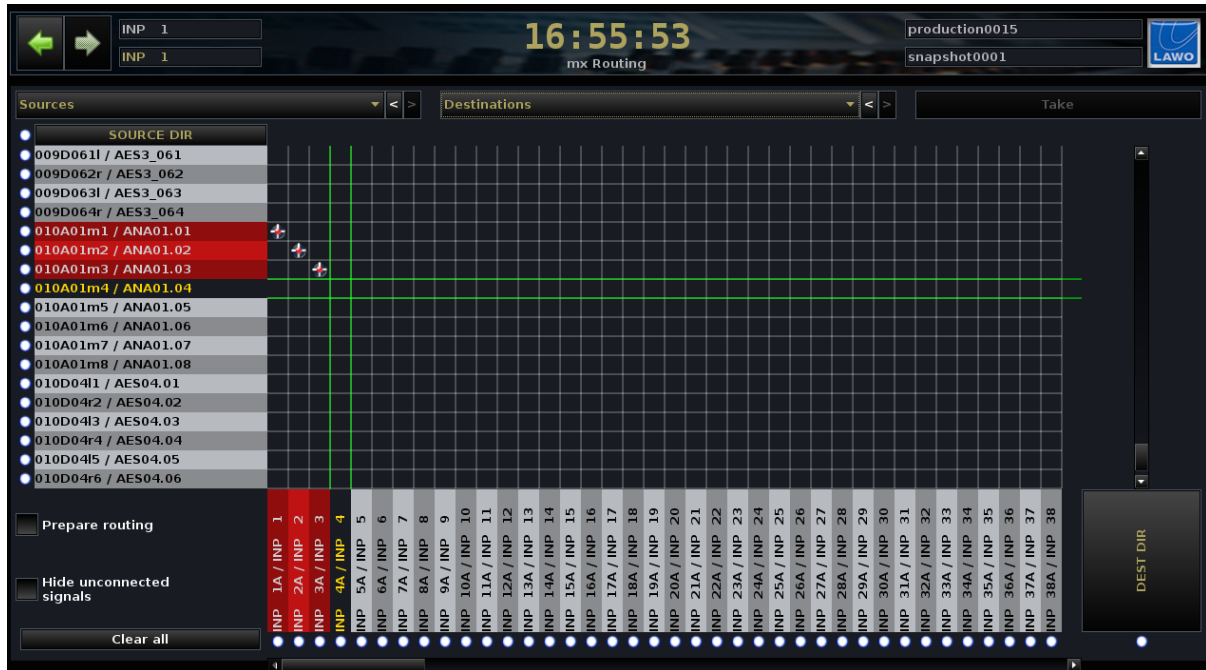 INP 1
INP 1
16:55:53
mx Routing
production0015
snapshot0001
LAWO
Sources
<
>
Destinations
<
>
Take
SOURCE DIR
009D061l / AES3_061
009D062r / AES3_062
009D063l / AES3_063
009D064r / AES3_064
010A01m1 / ANA01.01
010A01m2 / ANA01.02
010A01m3 / ANA01.03
010A01m4 / ANA01.04
010A01m5 / ANA01.05
010A01m6 / ANA01.06
010A01m7 / ANA01.07
010A01m8 / ANA01.08
010D04l1 / AES04.01
010D04r2 / AES04.02
010D04l3 / AES04.03
010D04r4 / AES04.04
010D04l5 / AES04.05
010D04r6 / AES04.06
Prepare routing
Hide unconnected
signals
Clear all
INP 1A / INP 1
INP 2A / INP 2
INP 3A / INP 3
INP 4A / INP 4
INP 5A / INP 5
INP 6A / INP 6
INP 7A / INP 7
INP 8A / INP 8
INP 9A / INP 9
INP 10A / INP 10
INP 11A / INP 11
INP 12A / INP 12
INP 13A / INP 13
INP 14A / INP 14
INP 15A / INP 15
INP 16A / INP 16
INP 17A / INP 17
INP 18A / INP 18
INP 19A / INP 19
INP 20A / INP 20
INP 21A / INP 21
INP 22A / INP 22
INP 23A / INP 23
INP 24A / INP 24
INP 25A / INP 25
INP 26A / INP 26
INP 27A / INP 27
INP 28A / INP 28
INP 29A / INP 29
INP 30A / INP 30
INP 31A / INP 31
INP 32A / INP 32
INP 33A / INP 33
INP 34A / INP 34
INP 35A / INP 35
INP 36A / INP 36
INP 37A / INP 37
INP 38A / INP 38
DEST DIR